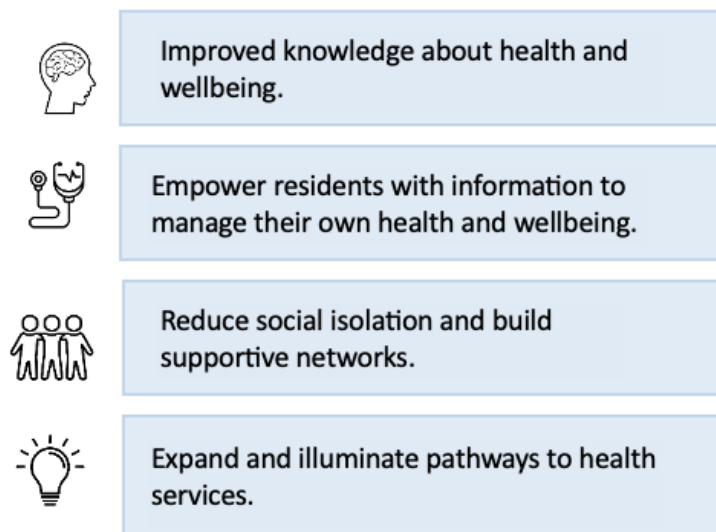 Improved knowledge about health and
wellbeing.
Empower residents with information to
manage their own health and wellbeing.
Reduce social isolation and build
supportive networks.
Expand and illuminate pathways to health
services.